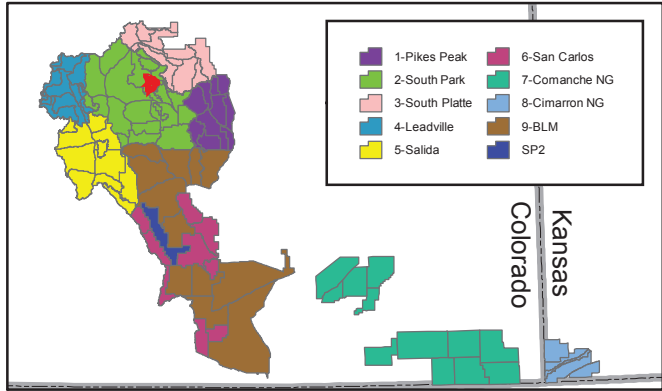 1-Pikes Peak
2-South Park
3-South Platte
4-Leadville
5-Salida
6-San Carlos
7-Comanche NG
8-Cimarron NG
9-BLM
SP2
Kansas
Colorado